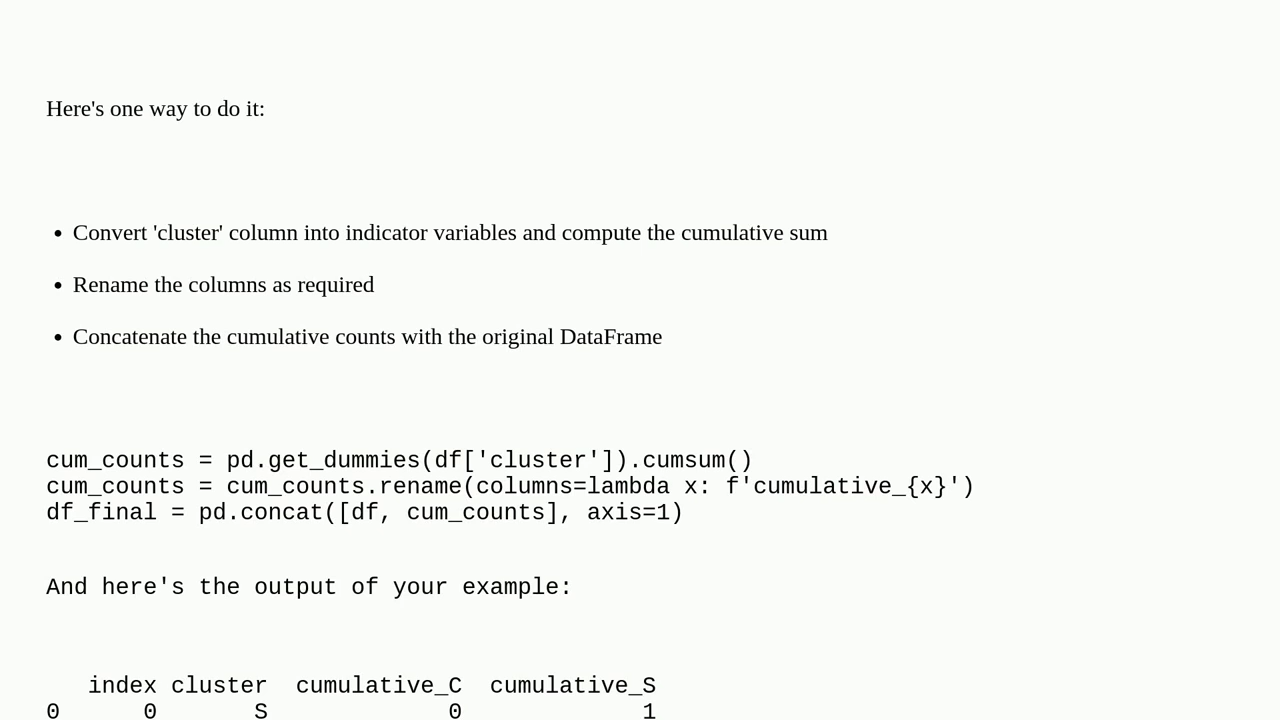 Here's one way to do it:
• Convert 'cluster' column into indicator variables and compute the cumulative sum
• Rename the columns as required
• Concatenate the cumulative counts with the original DataFrame
cum_counts = pd.get_dummies(df['cluster']).cumsum()
cum_counts = cum_counts.rename(columns=lambda x: f'cumulative_{x}')
df_final = pd.concat([df, cum_counts], axis=1)
And here's the output of your example:
   index cluster  cumulative_C  cumulative_S
0      0       S             0             1